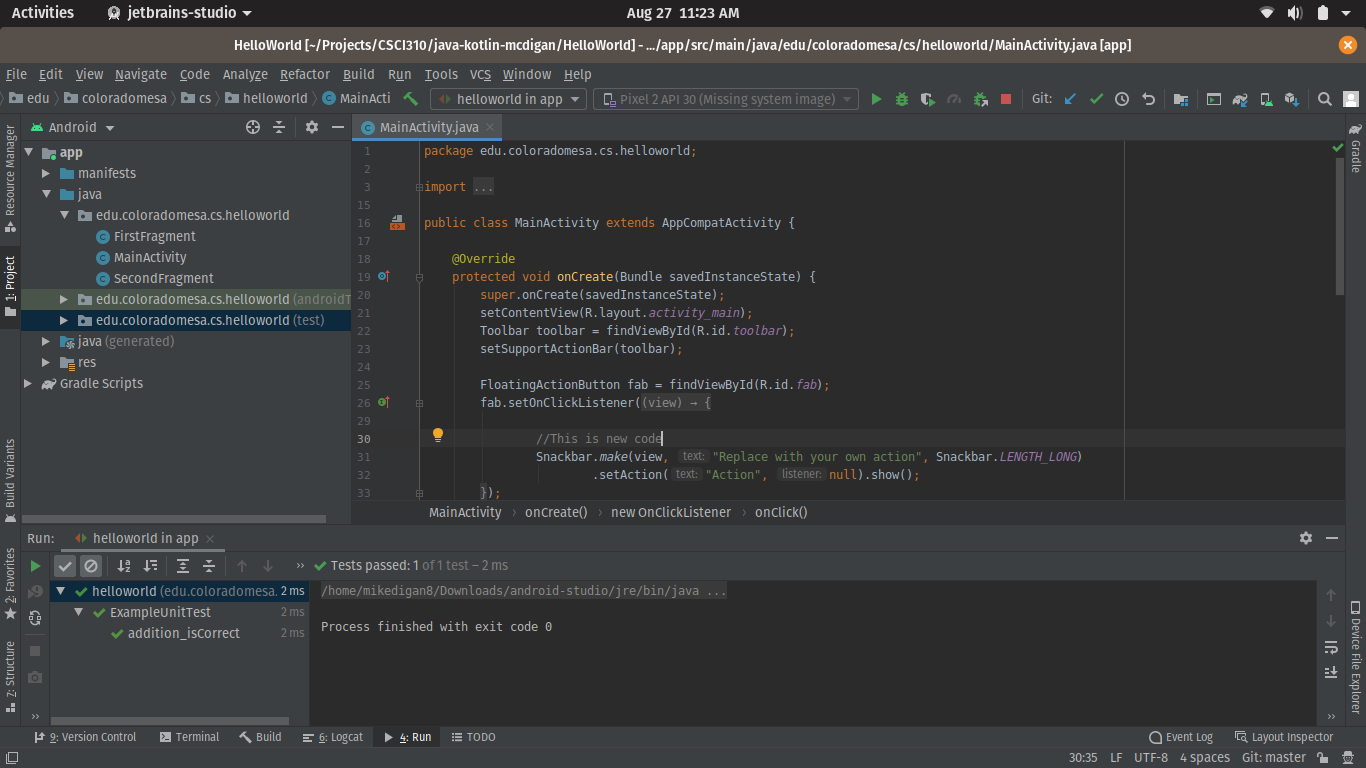 Activities jetbrains-studio Aug 27 11:23 AM
HelloWorld [~/Projects/CSCI310/java-kotlin-mcdigan/HelloWorld] - .../app/src/main/java/edu/coloradomesa/cs/helloworld/MainActivity.java [app]
File Edit View Navigate Code Analyze Refactor Build Run Tools VCS Window Help
edu coloradomesa cs helloworld MainActi helloworld in app Pixel 2 API 30 (Missing system image) Git:
Resource Manager
1: Project
Build Variants
2: Favorites
7: Structure
Android
app
manifests
java
edu.coloradomesa.cs.helloworld
FirstFragment
MainActivity
SecondFragment
edu.coloradomesa.cs.helloworld (androidT
edu.coloradomesa.cs.helloworld (test)
java (generated)
res
Gradle Scripts
MainActivity.java
1 package edu.coloradomesa.cs.helloworld;
2
3 import ...
15
16 public class MainActivity extends AppCompatActivity {
17
18 @Override
19 protected void onCreate(Bundle savedInstanceState) {
20 super.onCreate(savedInstanceState);
21 setContentView(R.layout.activity_main);
22 Toolbar toolbar = findViewById(R.id.toolbar);
23 setSupportActionBar(toolbar);
24
25 FloatingActionButton fab = findViewById(R.id.fab);
26 fab.setOnClickListener((view) → {
29
30 //This is new code
31 Snackbar.make(view, text: "Replace with your own action", Snackbar.LENGTH_LONG)
32 .setAction( text: "Action", listener: null).show();
33 });
MainActivity › onCreate() › new OnClickListener › onClick()
Gradle
Device File Explorer
Run: helloworld in app
Tests passed: 1 of 1 test – 2 ms
helloworld (edu.coloradomesa. 2 ms
ExampleUnitTest 2 ms
addition_isCorrect 2 ms
/home/mikedigan8/Downloads/android-studio/jre/bin/java ...
Process finished with exit code 0
9: Version Control Terminal Build 6: Logcat 4: Run TODO Event Log Layout Inspector
30:35 LF UTF-8 4 spaces Git: master